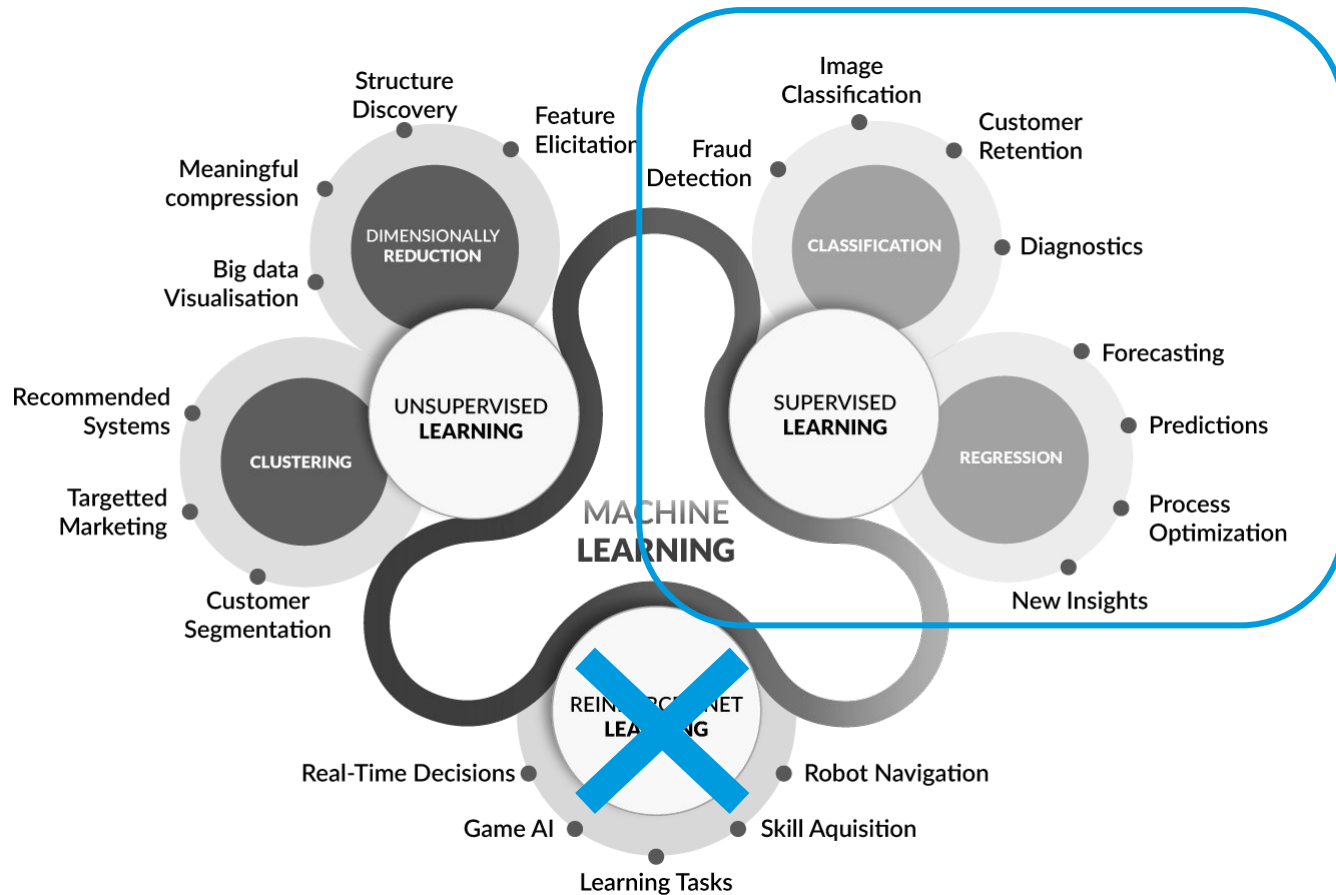 Structure
Discovery
Feature
Elicitation
Meaningful
compression
Big data
Visualisation
DIMENSIONALLY
REDUCTION
Recommended
Systems
Targetted
Marketing
Customer
Segmentation
CLUSTERING
UNSUPERVISED
LEARNING
Image
Classification
Fraud
Detection
Customer
Retention
Diagnostics
CLASSIFICATION
SUPERVISED
LEARNING
Forecasting
Predictions
Process
Optimization
New Insights
REGRESSION
MACHINE
LEARNING
LEARNING
Real-Time Decisions
Game AI
Learning Tasks
Skill Aquisition
Robot Navigation